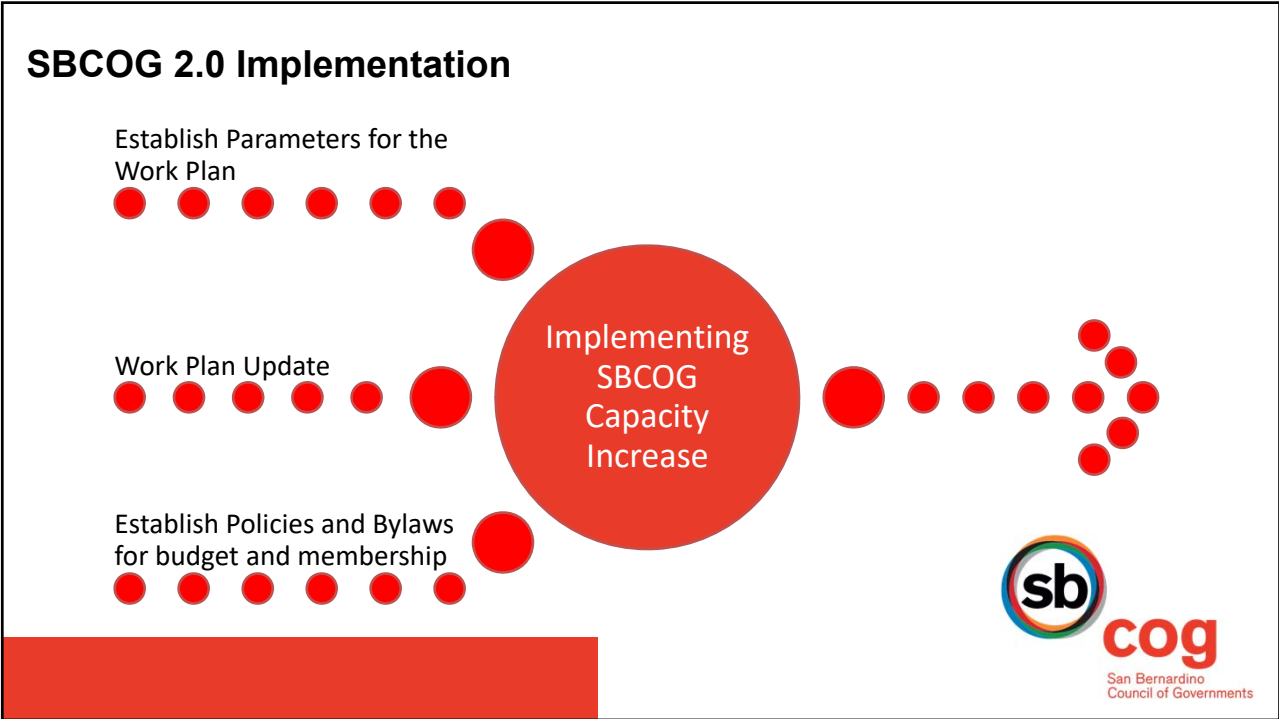 SBCOG 2.0 Implementation
Establish Parameters for the
Work Plan
Work Plan Update
Establish Policies and Bylaws
for budget and membership
Implementing
SBCOG
Capacity
Increase
sb
cog
San Bernardino
Council of Governments